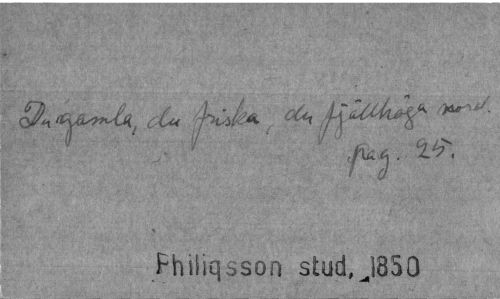 Du gamla, du friska, du fjällhöga nord.
pag. 25.
Philiqsson stud, 1850